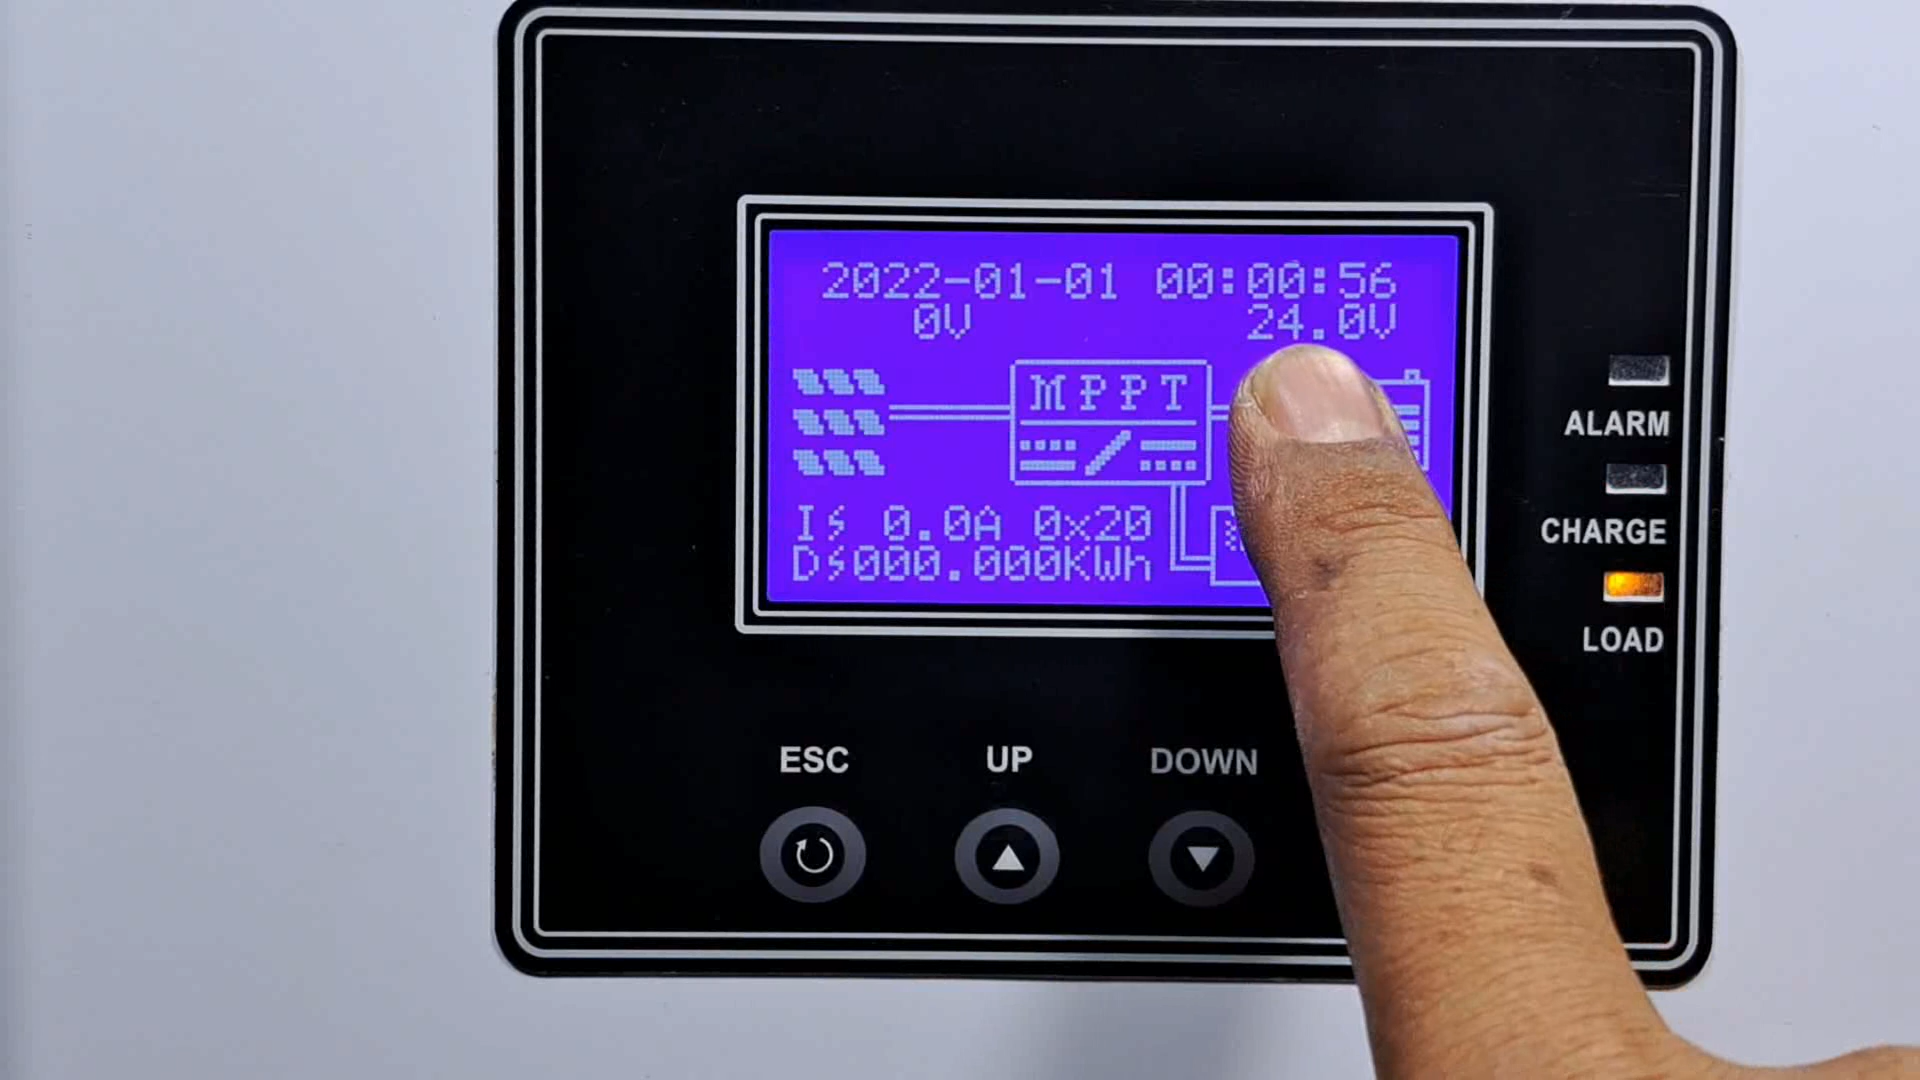 2022-01-01 00:00:56
0V 24.0V
MPPT
I⚡ 0.0A 0x20
D⚡000.000KWh
ALARM
CHARGE
LOAD
ESC UP DOWN